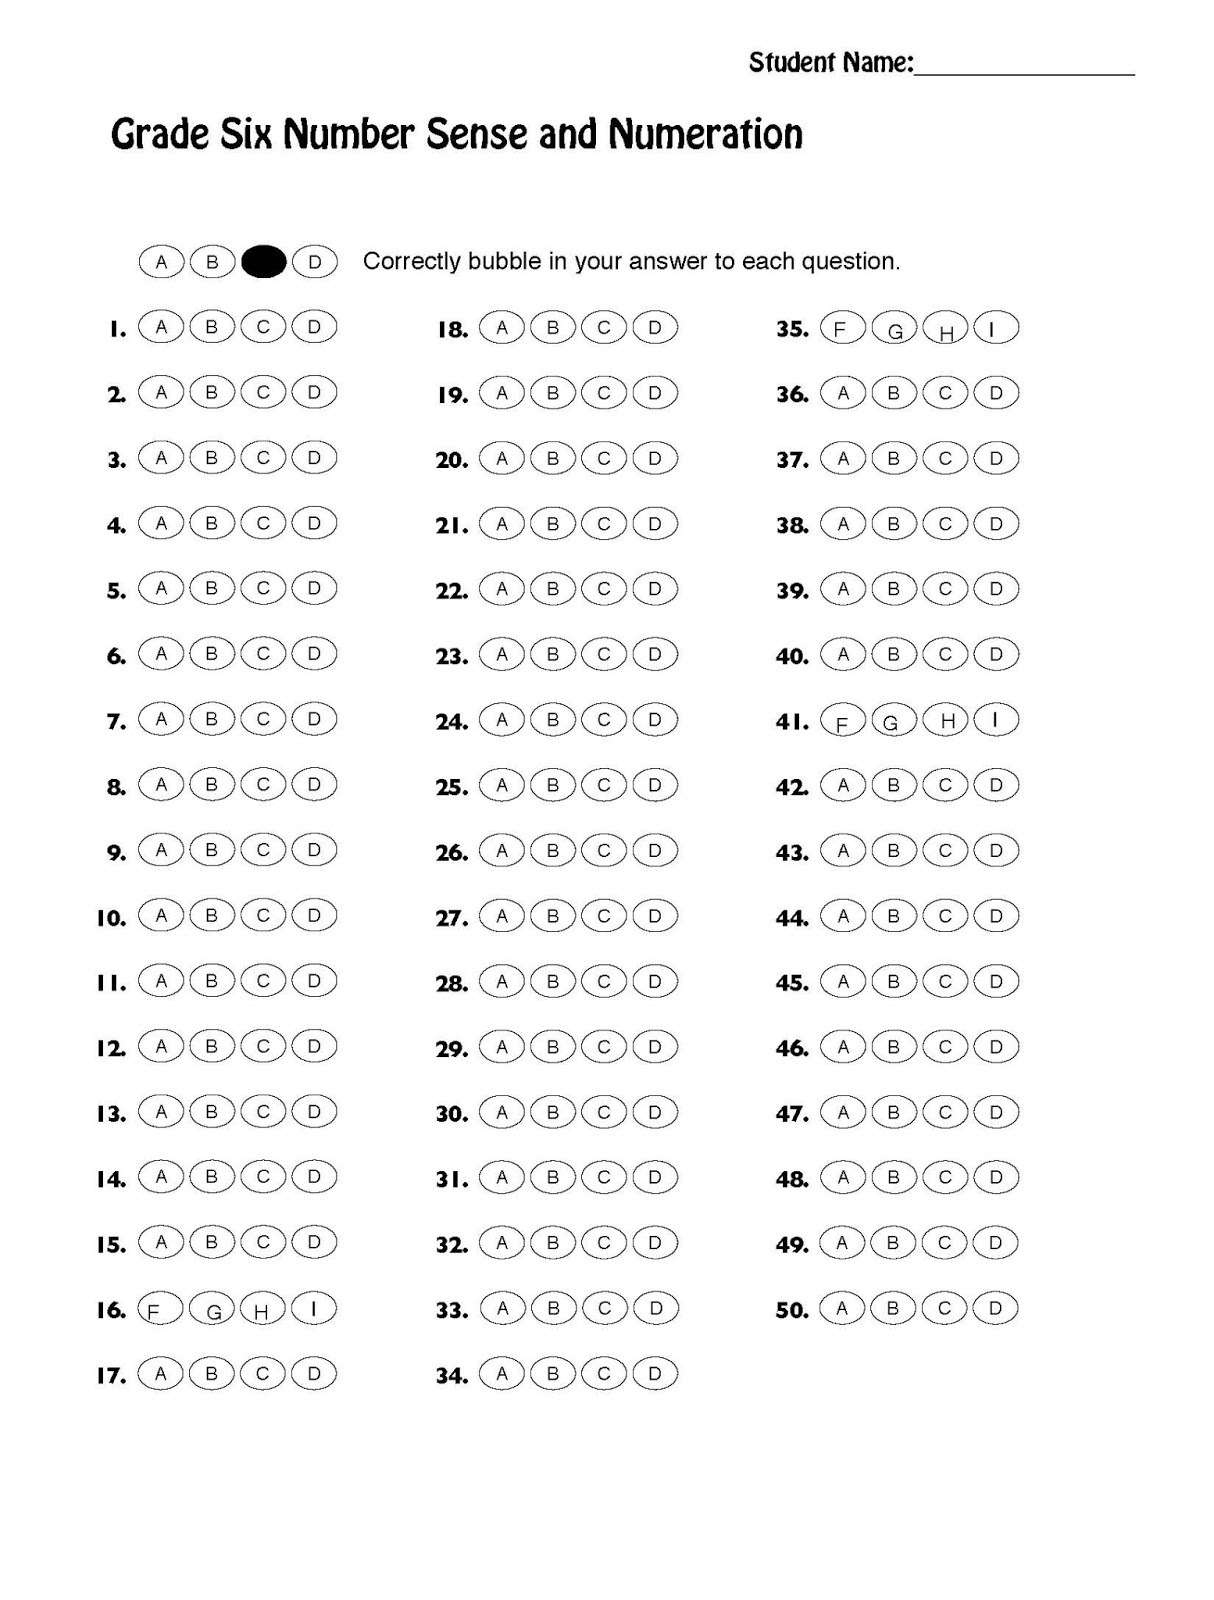 Student Name:
Grade Six Number Sense and Numeration
A B D Correctly bubble in your answer to each question.
1. A B C D 18. A B C D 35. F G H I
2. A B C D 19. A B C D 36. A B C D
3. A B C D 20. A B C D 37. A B C D
4. A B C D 21. A B C D 38. A B C D
5. A B C D 22. A B C D 39. A B C D
6. A B C D 23. A B C D 40. A B C D
7. A B C D 24. A B C D 41. F G H I
8. A B C D 25. A B C D 42. A B C D
9. A B C D 26. A B C D 43. A B C D
10. A B C D 27. A B C D 44. A B C D
11. A B C D 28. A B C D 45. A B C D
12. A B C D 29. A B C D 46. A B C D
13. A B C D 30. A B C D 47. A B C D
14. A B C D 31. A B C D 48. A B C D
15. A B C D 32. A B C D 49. A B C D
16. F G H I 33. A B C D 50. A B C D
17. A B C D 34. A B C D